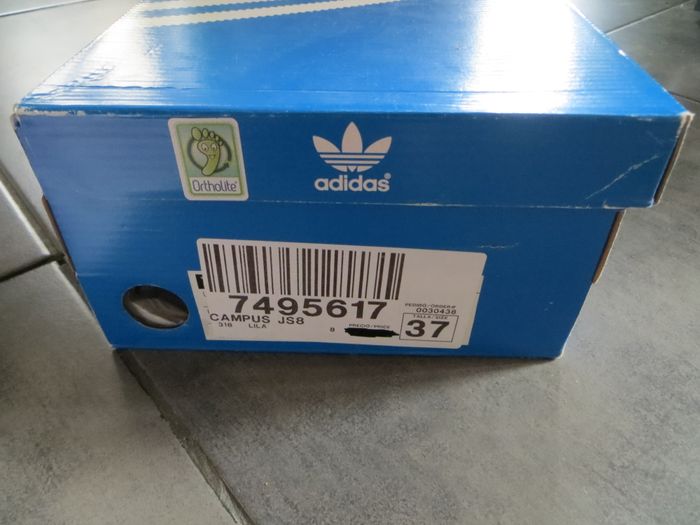 Ortholite
adidas®
7495617
CAMPUS JS8
318 LILA
8
PEDIDO/ORDER#
0030438
TALLA/SIZE
37
PRECIO/PRICE